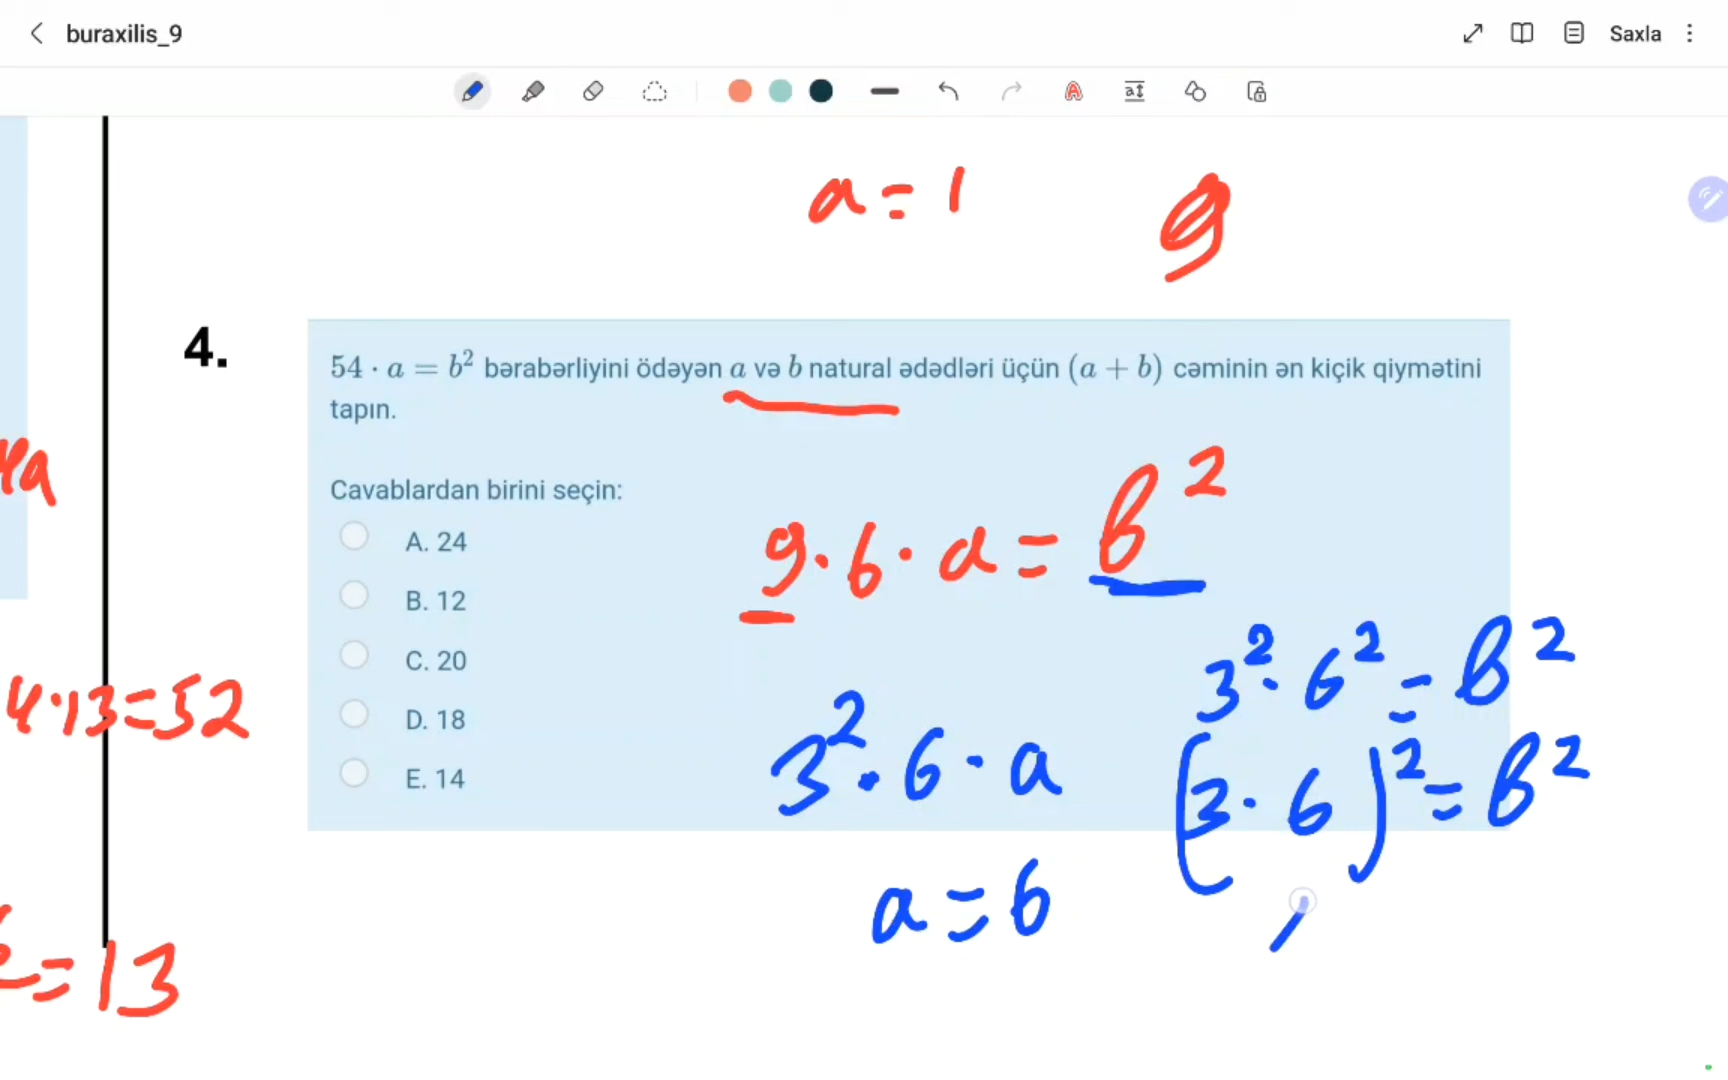 buraxilis_9
Saxla
a = 1
9
4.
54 · a = b² bərabərliyini ödəyən a və b natural ədədləri üçün (a + b) cəminin ən kiçik qiymətini
tapın.
Cavablardan birini seçin:
A. 24
B. 12
C. 20
D. 18
E. 14
9·6·a = b²
3²·6·a
a = 6
3²·6² = b²
(3·6)² = b²
4·13=52
=13